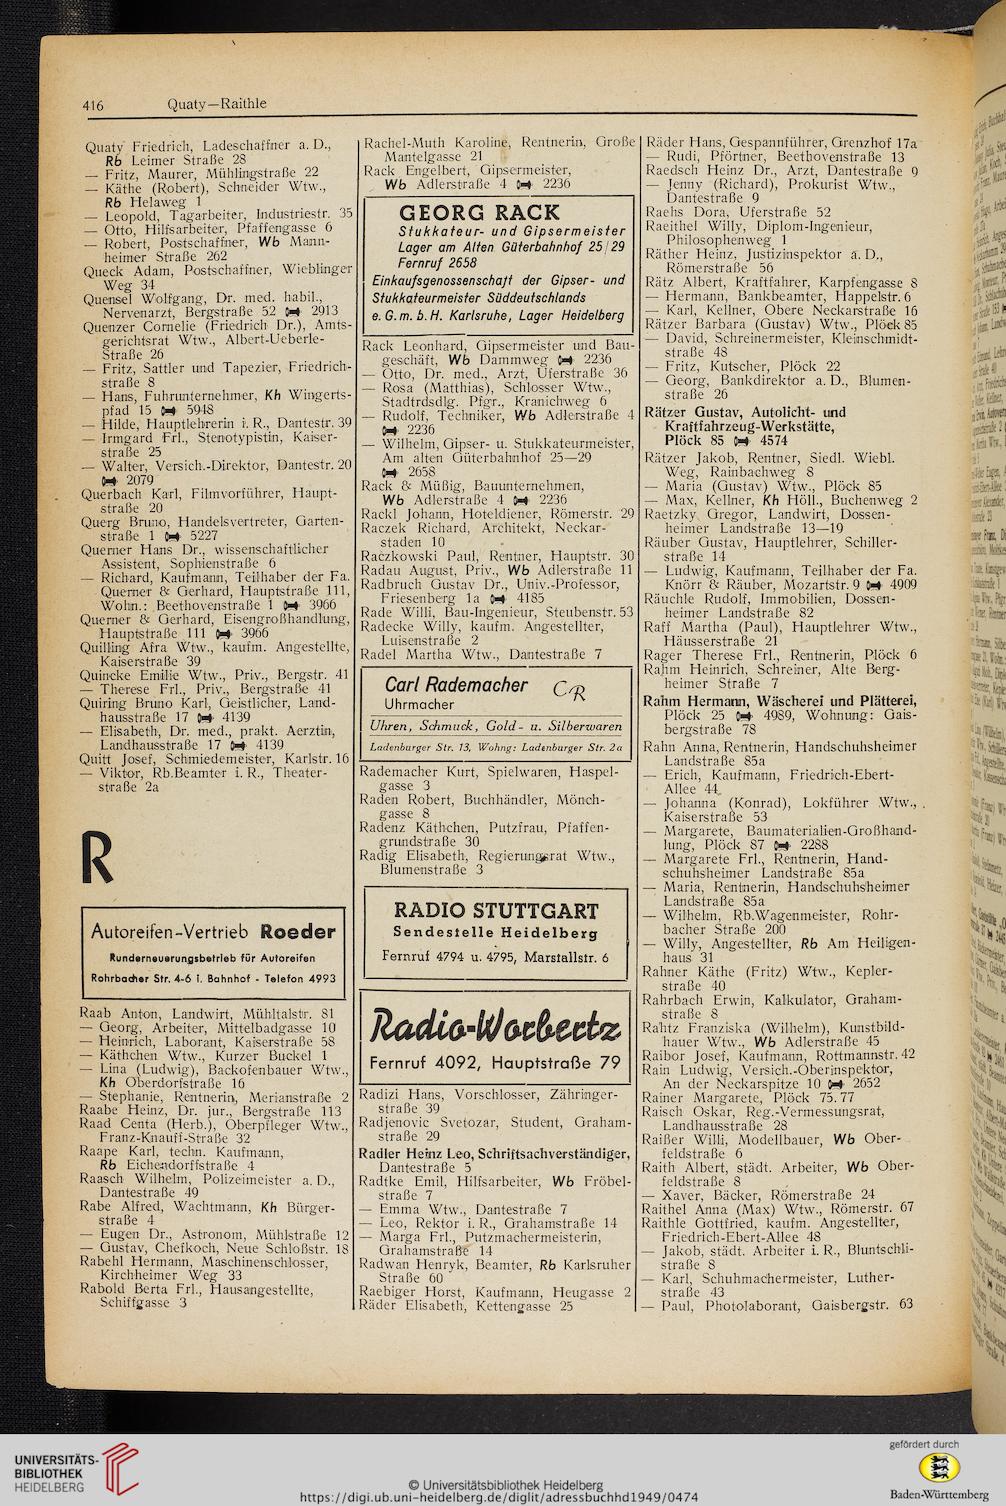 416 Quaty—Raithle
Quaty Friedrich, Ladeschaffner a. D.,
Rb Leimer Straße 28
— Fritz, Maurer, Mühlingstraße 22
— Käthe (Robert), Schneider Wtw.,
Rb Helaweg 1
— Leopold, Tagarbeiter, Industriestr. 35
— Otto, Hilfsarbeiter, Pfaffengasse 6
— Robert, Postschaffner, Wb Mann-
heimer Straße 262
Queck Adam, Postschaffner, Wieblinger
Weg 34
Quensel Wolfgang, Dr. med. habil.,
Nervenarzt, Bergstraße 52 2913
Quenzer Cornelie (Friedrich Dr.), Amts-
gerichtsrat Wtw., Albert-Ueberle-
Straße 26
— Fritz, Sattler und Tapezier, Friedrich-
straße 8
— Hans, Fuhrunternehmer, Kh Wingerts-
pfad 15 5948
— Hilde, Hauptlehrerin i. R., Dantestr. 39
— Irmgard Frl., Stenotypistin, Kaiser-
straße 25
— Walter, Versich.-Direktor, Dantestr. 20
2079
Querbach Karl, Filmvorführer, Haupt-
straße 20
Querg Bruno, Handelsvertreter, Garten-
straße 1 5227
Querner Hans Dr., wissenschaftlicher
Assistent, Sophienstraße 6
— Richard, Kaufmann, Teilhaber der Fa.
Querner & Gerhard, Hauptstraße 111,
Wohn.: Beethovenstraße 1 3966
Querner & Gerhard, Eisengroßhandlung,
Hauptstraße 111 3966
Quilling Afra Wtw., kaufm. Angestellte,
Kaiserstraße 39
Quincke Emilie Wtw., Priv., Bergstr. 41
— Therese Frl., Priv., Bergstraße 41
Quiring Bruno Karl, Geistlicher, Land-
hausstraße 17 4139
— Elisabeth, Dr. med., prakt. Aerztin,
Landhausstraße 17 4139
Quitt Josef, Schmiedemeister, Karlstr. 16
— Viktor, Rb.Beamter i. R., Theater-
straße 2a
R
Autoreifen-Vertrieb Roeder
Runderneuerungsbetrieb für Autoreifen
Rohrbacher Str. 4-6 i. Bahnhof - Telefon 4993
Raab Anton, Landwirt, Mühltalstr. 81
— Georg, Arbeiter, Mittelbadgasse 10
— Heinrich, Laborant, Kaiserstraße 58
— Käthchen Wtw., Kurzer Buckel 1
— Lina (Ludwig), Backofenbauer Wtw.,
Kh Oberdorfstraße 16
— Stephanie, Rentnerin, Merianstraße 2
Raabe Heinz, Dr. jur., Bergstraße 113
Raad Centa (Herb.), Oberpfleger Wtw.,
Franz-Knauff-Straße 32
Raape Karl, techn. Kaufmann,
Rb Eichendorffstraße 4
Raasch Wilhelm, Polizeimeister a. D.,
Dantestraße 49
Rabe Alfred, Wachtmann, Kh Bürger-
straße 4
— Eugen Dr., Astronom, Mühlstraße 12
— Gustav, Chefkoch, Neue Schloßstr. 18
Rabehl Hermann, Maschinenschlosser,
Kirchheimer Weg 33
Rabold Berta Frl., Hausangestellte,
Schiffgasse 3
Rachel-Muth Karoline, Rentnerin, Große
Mantelgasse 21
Rack Engelbert, Gipsermeister,
Wb Adlerstraße 4 2236
GEORG RACK
Stukkateur- und Gipsermeister
Lager am Alten Güterbahnhof 25/29
Fernruf 2658
Einkaufsgenossenschaft der Gipser- und
Stukkateurmeister Süddeutschlands
e. G. m. b. H. Karlsruhe, Lager Heidelberg
Rack Leonhard, Gipsermeister und Bau-
geschäft, Wb Dammweg 2236
— Otto, Dr. med., Arzt, Uferstraße 36
— Rosa (Matthias), Schlosser Wtw.,
Stadtrdsdlg. Pfgr., Kranichweg 6
— Rudolf, Techniker, Wb Adlerstraße 4
2236
— Wilhelm, Gipser- u. Stukkateurmeister,
Am alten Güterbahnhof 25—29
2658
Rack & Müßig, Bauunternehmen,
Wb Adlerstraße 4 2236
Rackl Johann, Hoteldiener, Römerstr. 29
Raczek Richard, Architekt, Neckar-
staden 10
Raczkowski Paul, Rentner, Hauptstr. 30
Radau August, Priv., Wb Adlerstraße 11
Radbruch Gustav Dr., Univ.-Professor,
Friesenberg 1a 4185
Rade Willi, Bau-Ingenieur, Steubenstr. 53
Radecke Willy, kaufm. Angestellter,
Luisenstraße 2
Radel Martha Wtw., Dantestraße 7
Carl Rademacher CR
Uhrmacher
Uhren, Schmuck, Gold- u. Silberwaren
Ladenburger Str. 13, Wohng: Ladenburger Str. 2a
Rademacher Kurt, Spielwaren, Haspel-
gasse 3
Raden Robert, Buchhändler, Mönch-
gasse 8
Radenz Käthchen, Putzfrau, Pfaffen-
grundstraße 30
Radig Elisabeth, Regierungsrat Wtw.,
Blumenstraße 3
RADIO STUTTGART
Sendestelle Heidelberg
Fernruf 4794 u. 4795, Marstallstr. 6
Radio-Worbertz
Fernruf 4092, Hauptstraße 79
Radizi Hans, Vorschlosser, Zähringer-
straße 39
Radjenovic Svetozar, Student, Graham-
straße 29
Radler Heinz Leo, Schriftsachverständiger,
Dantestraße 5
Radtke Emil, Hilfsarbeiter, Wb Fröbel-
straße 7
— Emma Wtw., Dantestraße 7
— Leo, Rektor i. R., Grahamstraße 14
— Marga Frl., Putzmachermeisterin,
Grahamstraße 14
Radwan Henryk, Beamter, Rb Karlsruher
Straße 60
Raebiger Horst, Kaufmann, Heugasse 2
Räder Elisabeth, Kettengasse 25
Räder Hans, Gespannführer, Grenzhof 17a
— Rudi, Pförtner, Beethovenstraße 13
Raedsch Heinz Dr., Arzt, Dantestraße 9
— Jenny (Richard), Prokurist Wtw.,
Dantestraße 9
Raehs Dora, Uferstraße 52
Raeithel Willy, Diplom-Ingenieur,
Philosophenweg 1
Räther Heinz, Justizinspektor a. D.,
Römerstraße 56
Rätz Albert, Kraftfahrer, Karpfengasse 8
— Hermann, Bankbeamter, Happelstr. 6
— Karl, Kellner, Obere Neckarstraße 16
Rätzer Barbara (Gustav) Wtw., Plöck 85
— David, Schreinermeister, Kleinschmidt-
straße 48
— Fritz, Kutscher, Plöck 22
— Georg, Bankdirektor a. D., Blumen-
straße 26
Rätzer Gustav, Autolicht- und
Kraftfahrzeug-Werkstätte,
Plöck 85 4574
Rätzer Jakob, Rentner, Siedl. Wiebl.
Weg, Rainbachweg 8
— Maria (Gustav) Wtw., Plöck 85
— Max, Kellner, Kh Höll., Buchenweg 2
Raetzky Gregor, Landwirt, Dossen-
heimer Landstraße 13—19
Räuber Gustav, Hauptlehrer, Schiller-
straße 14
— Ludwig, Kaufmann, Teilhaber der Fa.
Knörr & Räuber, Mozartstr. 9 4909
Räuchle Rudolf, Immobilien, Dossen-
heimer Landstraße 82
Raff Martha (Paul), Hauptlehrer Wtw.,
Häusserstraße 21
Rager Therese Frl., Rentnerin, Plöck 6
Rahm Heinrich, Schreiner, Alte Berg-
heimer Straße 7
Rahm Hermann, Wäscherei und Plätterei,
Plöck 25 4989, Wohnung: Gais-
bergstraße 78
Rahn Anna, Rentnerin, Handschuhsheimer
Landstraße 85a
— Erich, Kaufmann, Friedrich-Ebert-
Allee 44
— Johanna (Konrad), Lokführer Wtw.,
Kaiserstraße 53
— Margarete, Baumaterialien-Großhand-
lung, Plöck 87 2288
— Margarete Frl., Rentnerin, Hand-
schuhsheimer Landstraße 85a
— Maria, Rentnerin, Handschuhsheimer
Landstraße 85a
— Wilhelm, Rb.Wagenmeister, Rohr-
bacher Straße 200
— Willy, Angestellter, Rb Am Heiligen-
haus 31
Rahner Käthe (Fritz) Wtw., Kepler-
straße 40
Rahrbach Erwin, Kalkulator, Graham-
straße 8
Rahtz Franziska (Wilhelm), Kunstbild-
hauer Wtw., Wb Adlerstraße 45
Raibor Josef, Kaufmann, Rottmannstr. 42
Rain Ludwig, Versich.-Oberinspektor,
An der Neckarspitze 10 2652
Rainer Margarete, Plöck 75.77
Raisch Oskar, Reg.-Vermessungsrat,
Landhausstraße 28
Raißer Willi, Modellbauer, Wb Ober-
feldstraße 6
Raith Albert, städt. Arbeiter, Wb Ober-
feldstraße 8
— Xaver, Bäcker, Römerstraße 24
Raithel Anna (Max) Wtw., Römerstr. 67
Raithle Gottfried, kaufm. Angestellter,
Friedrich-Ebert-Allee 48
— Jakob, städt. Arbeiter i. R., Bluntschli-
straße 8
— Karl, Schuhmachermeister, Luther-
straße 43
— Paul, Photolaborant, Gaisbergstr. 63
UNIVERSITÄTS-
BIBLIOTHEK
HEIDELBERG
© Universitätsbibliothek Heidelberg
https://digi.ub.uni-heidelberg.de/diglit/adressbuchhd1949/0474
gefördert durch
Baden-Württemberg